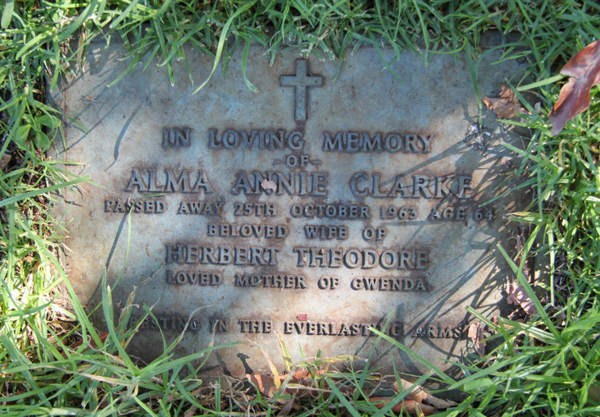 IN LOVING MEMORY
OF
ALMA ANNIE CLARKE
PASSED AWAY 25TH OCTOBER 1963 AGE 64
BELOVED WIFE OF
HERBERT THEODORE
LOVED MOTHER OF GWENDA
RESTING IN THE EVERLASTING ARMS